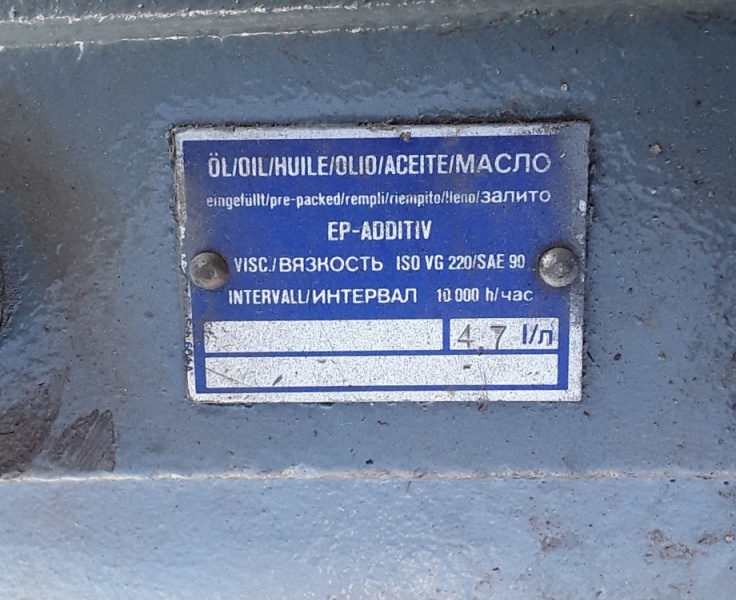 ÖL/OIL/HUILE/OLIO/ACEITE/МАСЛО
eingefüllt/pre-packed/rempli/riempito/lleno/залито
EP-ADDITIV
VISC./ВЯЗКОСТЬ ISO VG 220/SAE 90
INTERVALL/ИНТЕРВАЛ 10 000 h/час
4,7 l/л